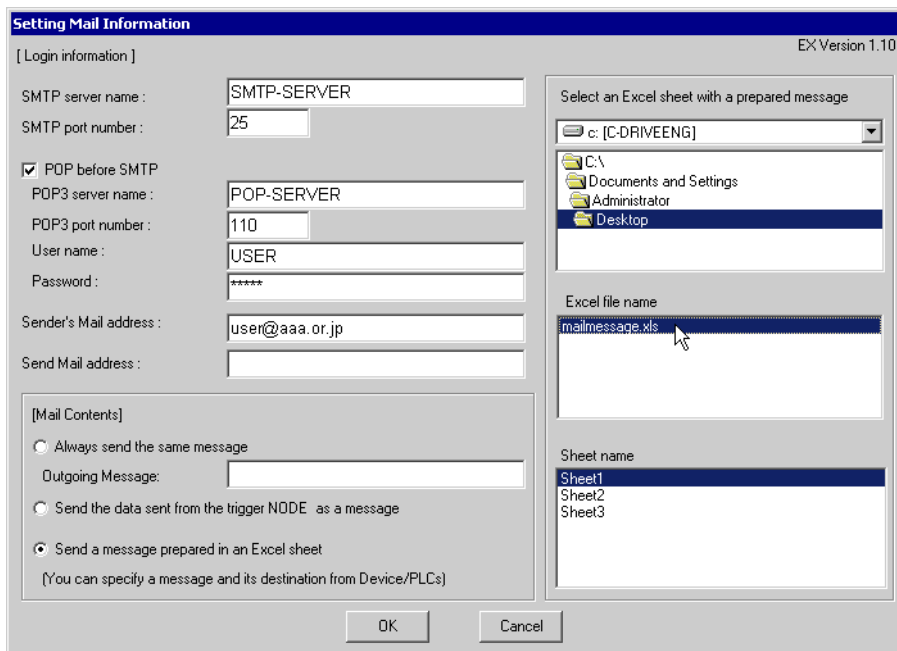 Setting Mail Information
EX Version 1.10
[ Login information ]
SMTP server name : SMTP-SERVER
SMTP port number : 25
POP before SMTP
POP3 server name : POP-SERVER
POP3 port number : 110
User name : USER
Password : *****
Sender's Mail address : user@aaa.or.jp
Send Mail address :
[Mail Contents]
Always send the same message
Outgoing Message:
Send the data sent from the trigger NODE as a message
Send a message prepared in an Excel sheet
(You can specify a message and its destination from Device/PLCs)
Select an Excel sheet with a prepared message
c: [C-DRIVEENG]
C:\
Documents and Settings
Administrator
Desktop
Excel file name
mailmessage.xls
Sheet name
Sheet1
Sheet2
Sheet3
OK Cancel